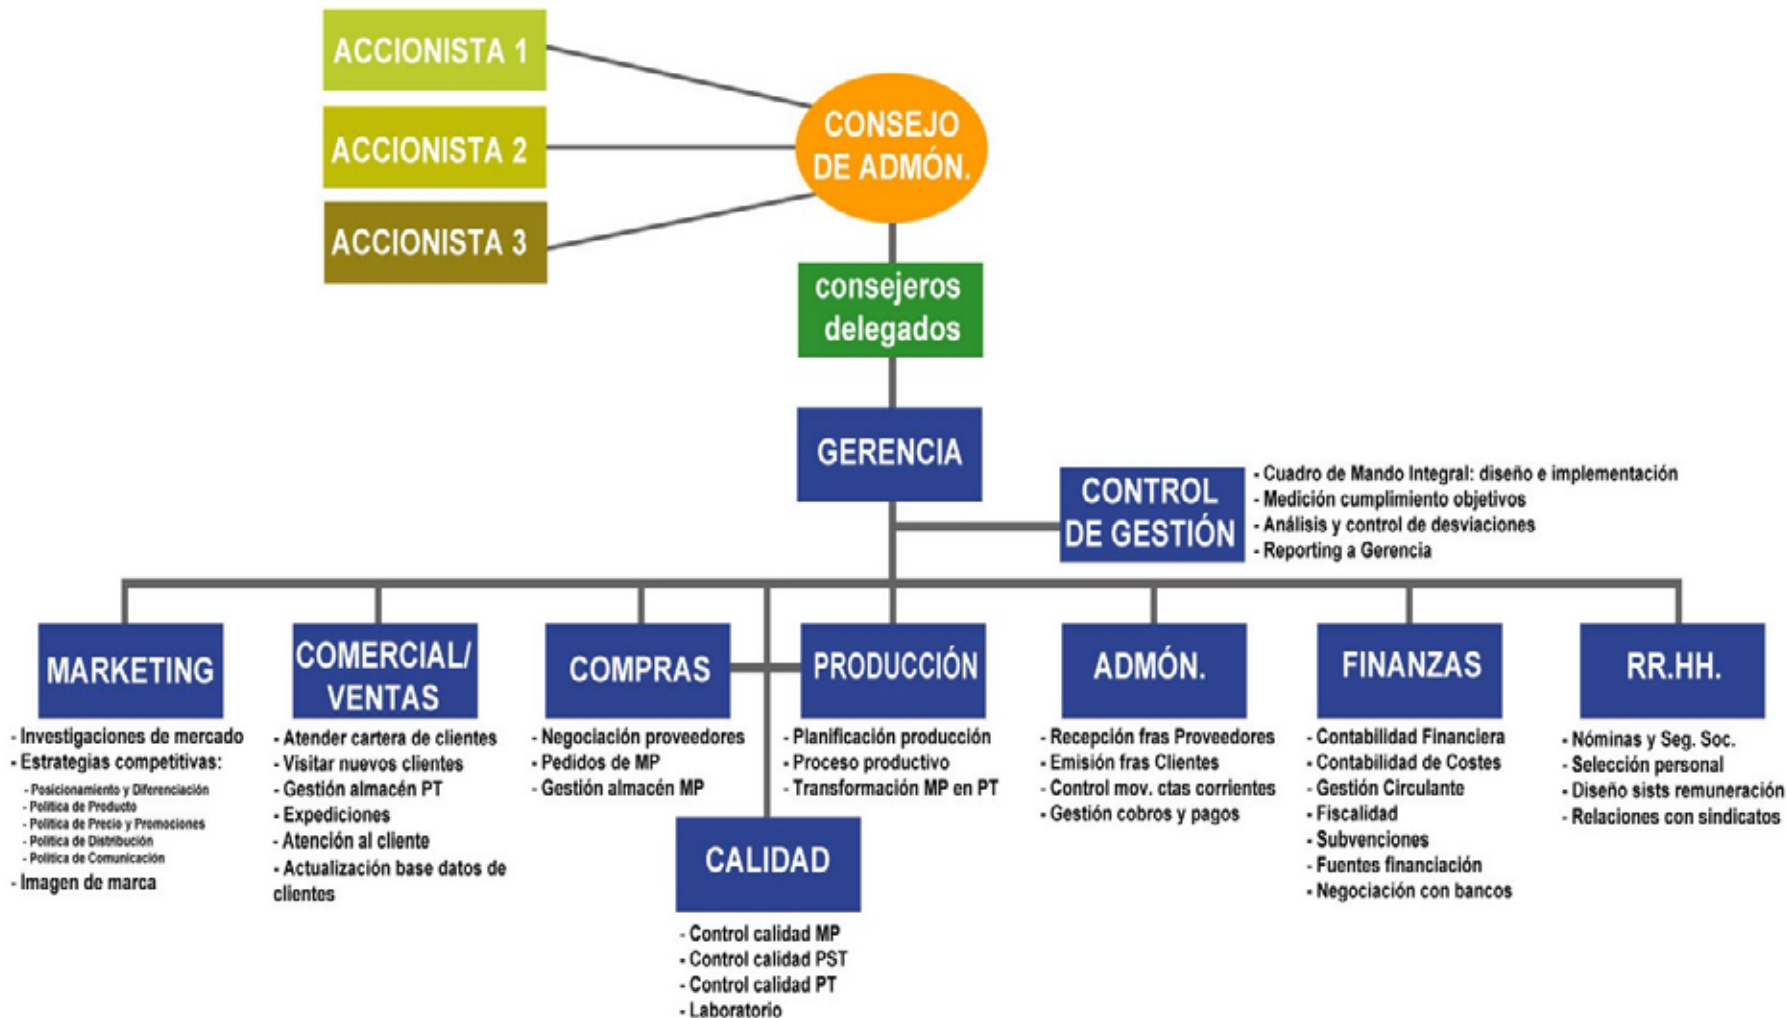 ACCIONISTA 1
ACCIONISTA 2
ACCIONISTA 3
CONSEJO
DE ADMÓN.
consejeros
delegados
GERENCIA
CONTROL
DE GESTIÓN
- Cuadro de Mando Integral: diseño e implementación
- Medición cumplimiento objetivos
- Análisis y control de desviaciones
- Reporting a Gerencia
MARKETING
- Investigaciones de mercado
- Estrategias competitivas:
- Posicionamiento y Diferenciación
- Política de Producto
- Política de Precio y Promociones
- Política de Distribución
- Política de Comunicación
- Imagen de marca
COMERCIAL/
VENTAS
- Atender cartera de clientes
- Visitar nuevos clientes
- Gestión almacén PT
- Expediciones
- Atención al cliente
- Actualización base datos de
clientes
COMPRAS
- Negociación proveedores
- Pedidos de MP
- Gestión almacén MP
PRODUCCIÓN
- Planificación producción
- Proceso productivo
- Transformación MP en PT
CALIDAD
- Control calidad MP
- Control calidad PST
- Control calidad PT
- Laboratorio
ADMÓN.
- Recepción fras Proveedores
- Emisión fras Clientes
- Control mov. ctas corrientes
- Gestión cobros y pagos
FINANZAS
- Contabilidad Financiera
- Contabilidad de Costes
- Gestión Circulante
- Fiscalidad
- Subvenciones
- Fuentes financiación
- Negociación con bancos
RR.HH.
- Nóminas y Seg. Soc.
- Selección personal
- Diseño sists remuneración
- Relaciones con sindicatos